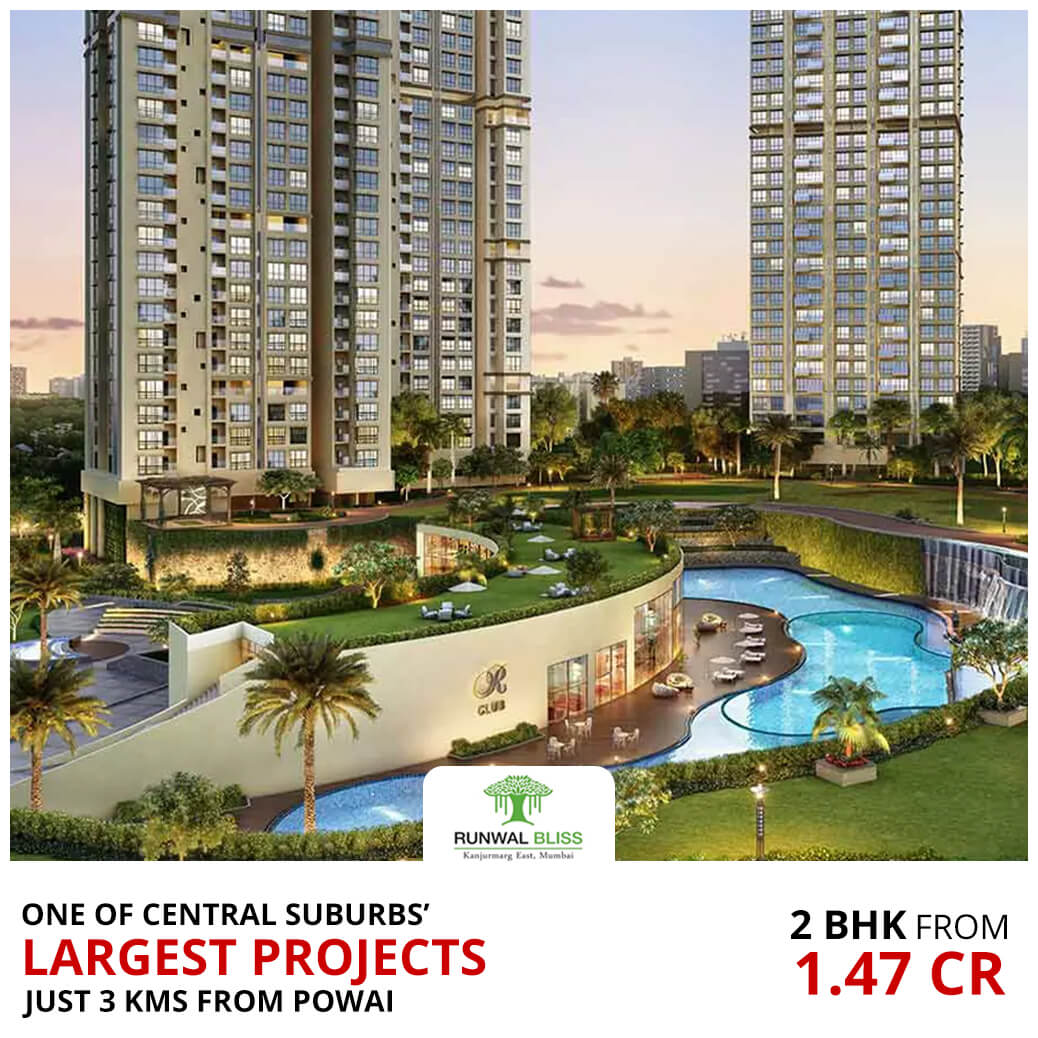 R
CLUB
RUNWAL BLISS
Kanjurmarg East, Mumbai
ONE OF CENTRAL SUBURBS’
LARGEST PROJECTS
JUST 3 KMS FROM POWAI
2 BHK FROM
1.47 CR